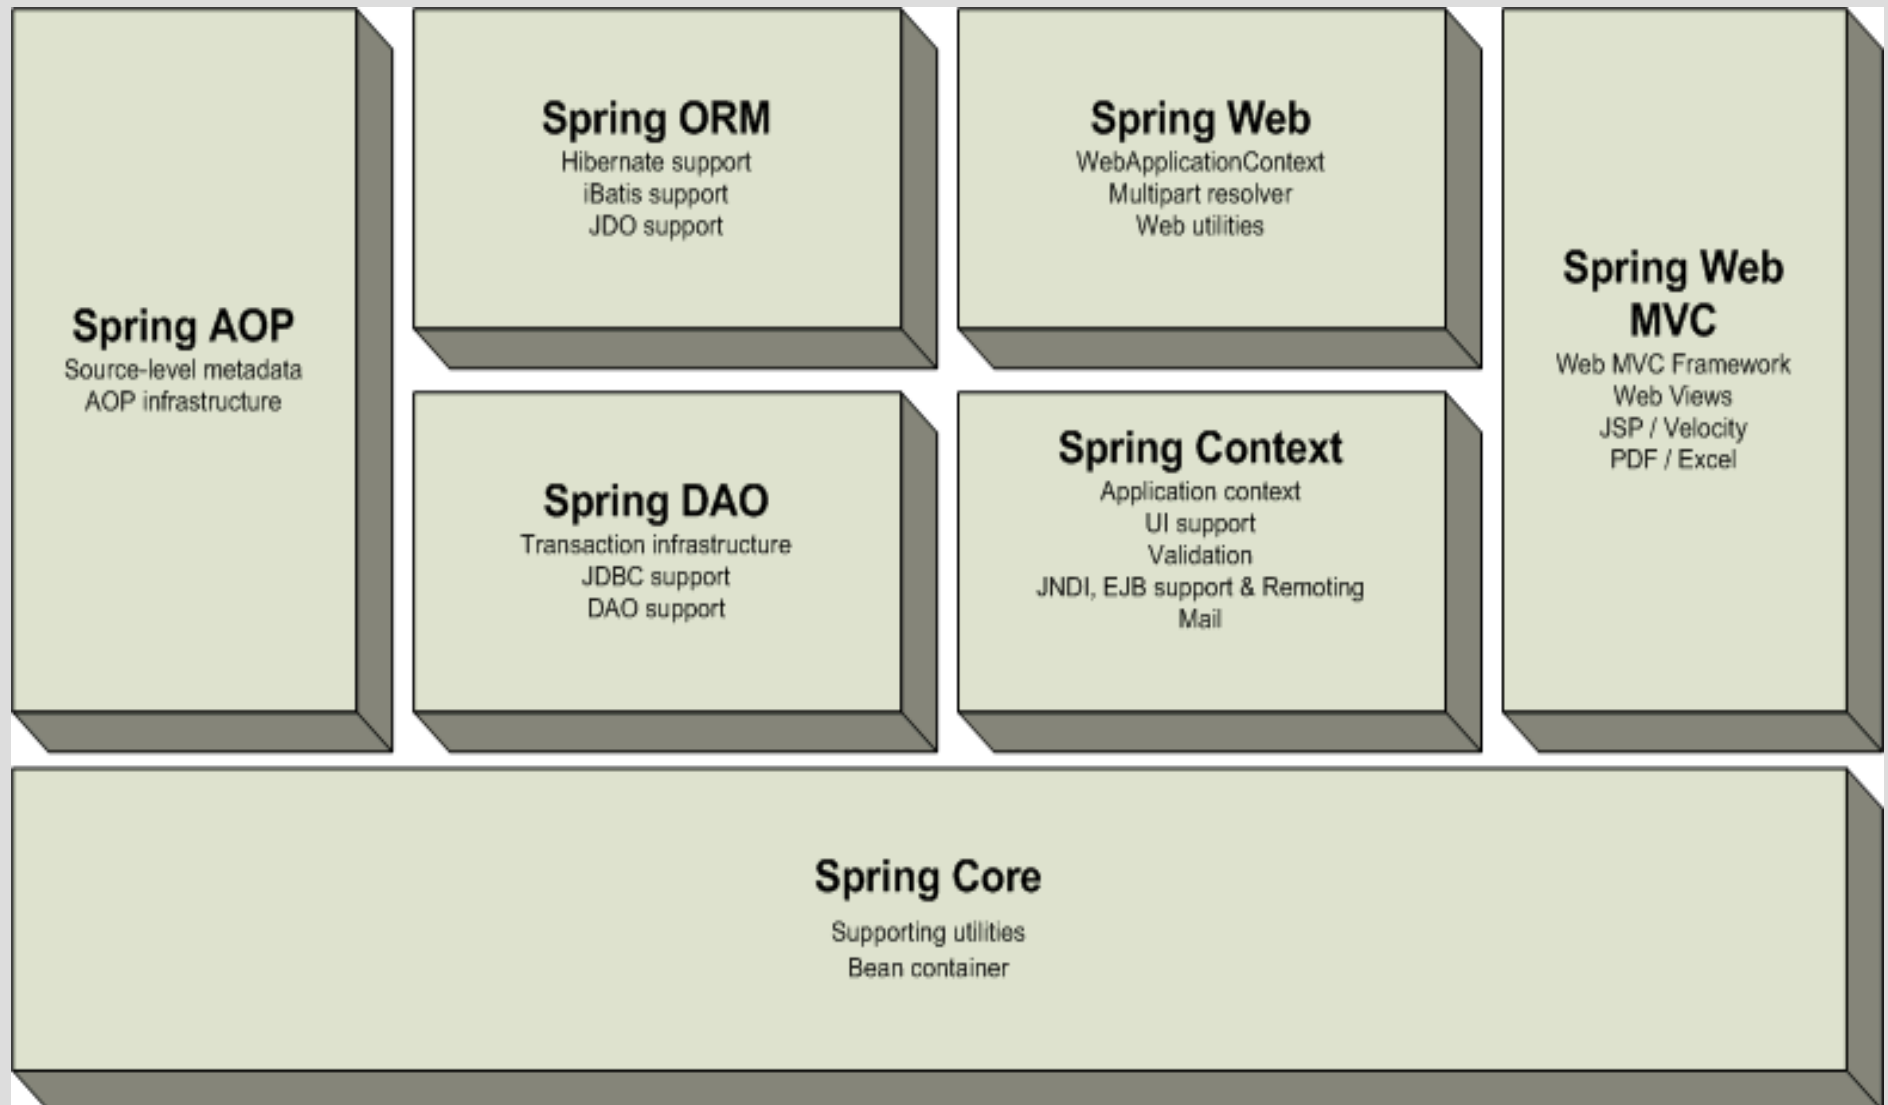 Spring AOP
Source-level metadata
AOP infrastructure
Spring ORM
Hibernate support
iBatis support
JDO support
Spring DAO
Transaction infrastructure
JDBC support
DAO support
Spring Web
WebApplicationContext
Multipart resolver
Web utilities
Spring Context
Application context
UI support
Validation
JNDI, EJB support & Remoting
Mail
Spring Web
MVC
Web MVC Framework
Web Views
JSP / Velocity
PDF / Excel
Spring Core
Supporting utilities
Bean container